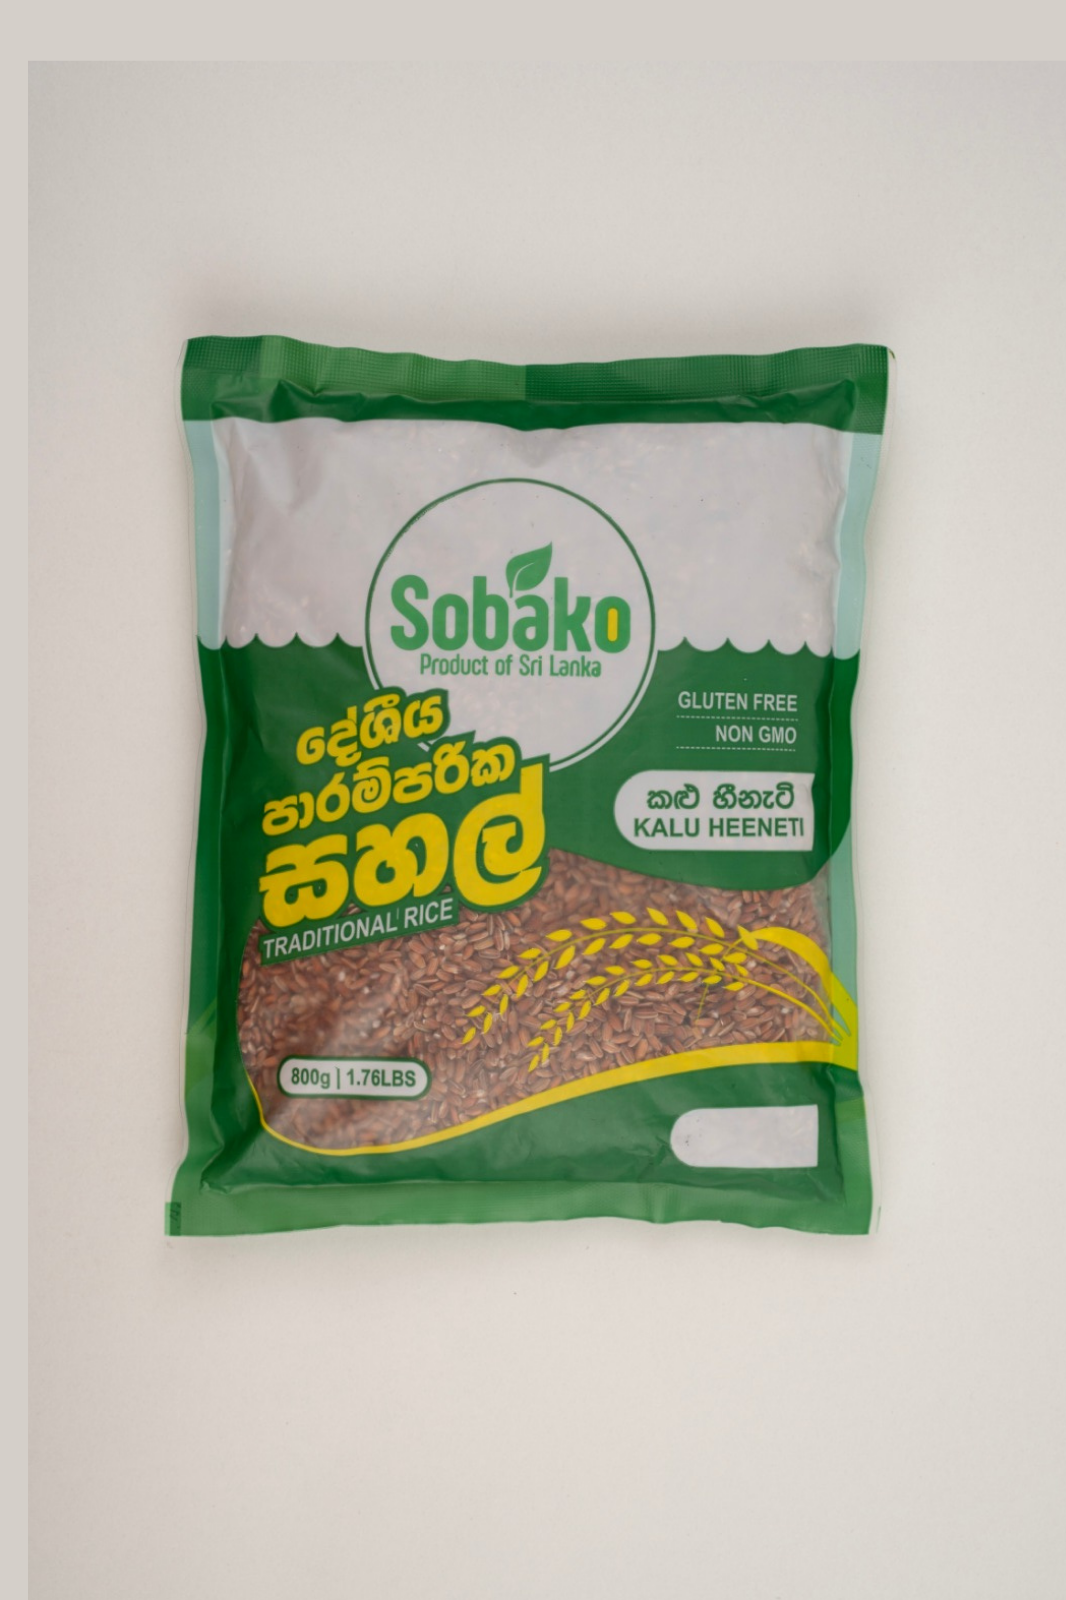 Sobako
Product of Sri Lanka
දේශීය
පාරම්පරික
සහල්
TRADITIONAL RICE
GLUTEN FREE
NON GMO
කළු හීනැටි
KALU HEENETI
800g | 1.76LBS